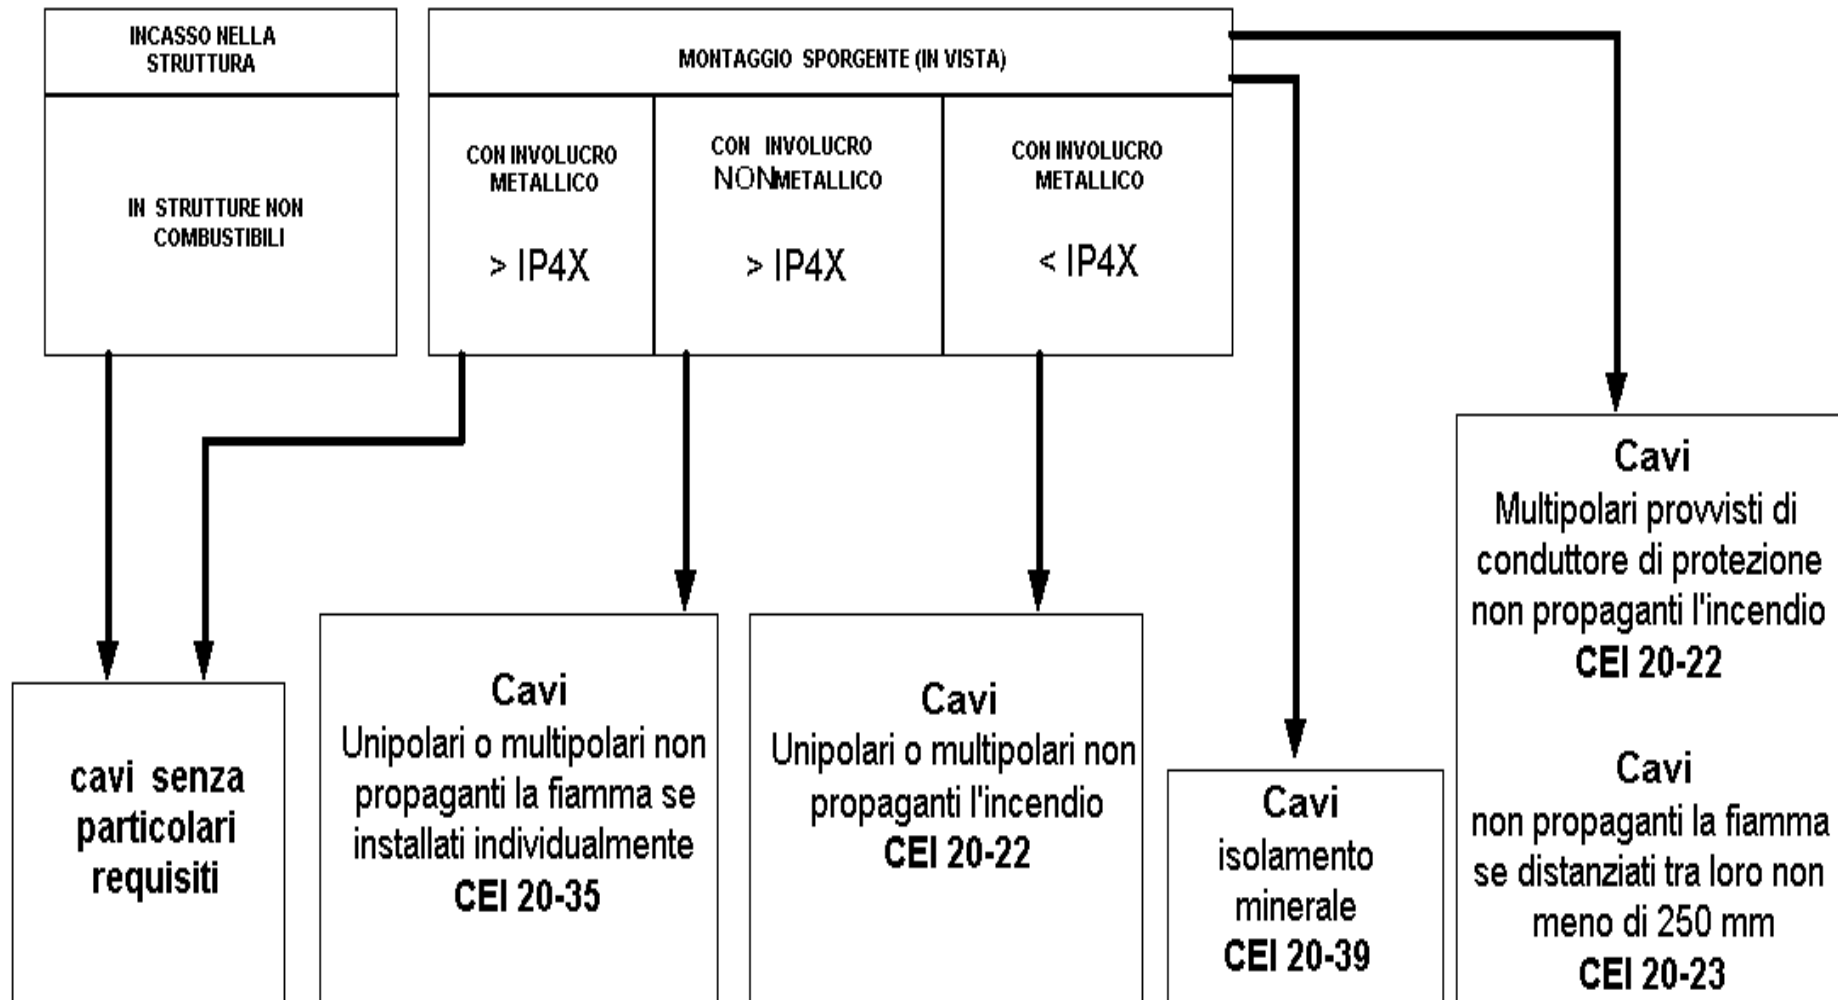 INCASSO NELLA
STRUTTURA
IN STRUTTURE NON
COMBUSTIBILI
MONTAGGIO SPORGENTE (IN VISTA)
CON INVOLUCRO
METALLICO
> IP4X
CON INVOLUCRO
NONMETALLICO
> IP4X
CON INVOLUCRO
METALLICO
< IP4X
cavi senza
particolari
requisiti
Cavi
Unipolari o multipolari non
propaganti la fiamma se
installati individualmente
CEI 20-35
Cavi
Unipolari o multipolari non
propaganti l'incendio
CEI 20-22
Cavi
isolamento
minerale
CEI 20-39
Cavi
Multipolari provvisti di
conduttore di protezione
non propaganti l'incendio
CEI 20-22
Cavi
non propaganti la fiamma
se distanziati tra loro non
meno di 250 mm
CEI 20-23